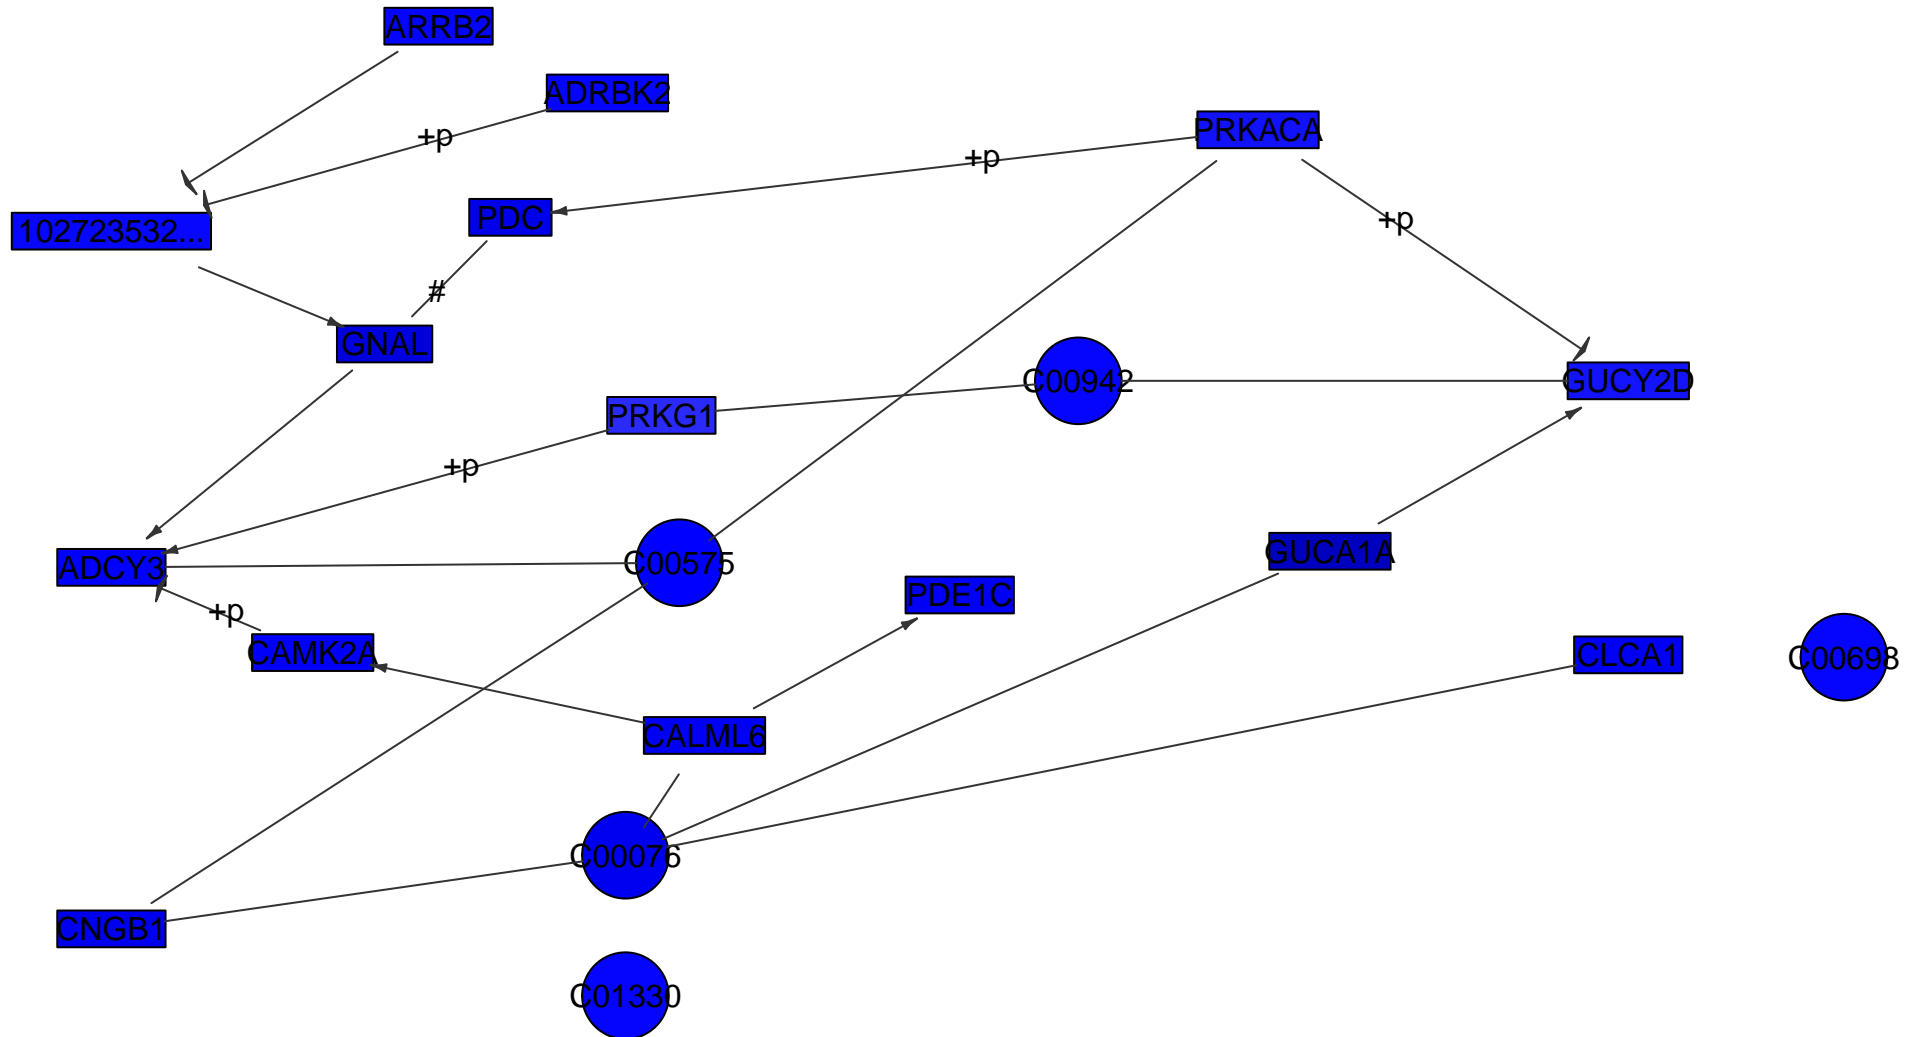 ARRB2
ADRBK2
PRKACA
+p
+p
+p
102723532...
PDC
#
GNAL
C00942
GUCY2D
PRKG1
+p
ADCY3
C00575
GUCA1A
PDE1C
+p
CAMK2A
CLCA1
C00698
CALML6
C00076
CNGB1
C01330